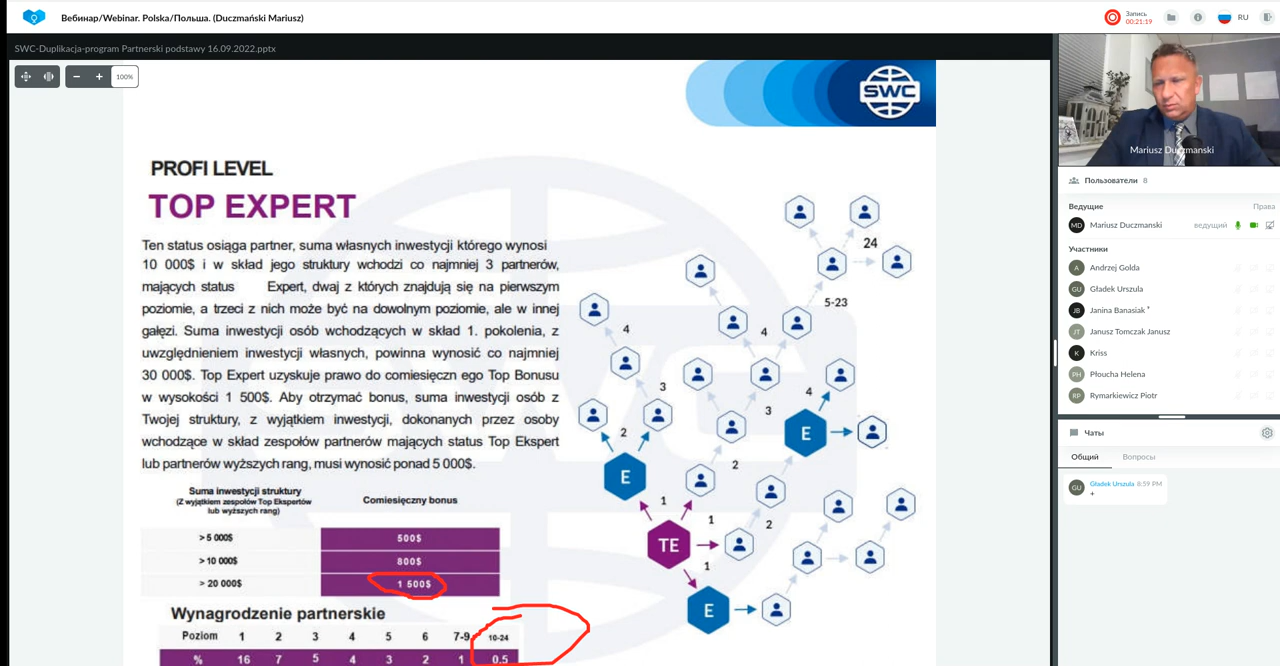 Вебинар/Webinar. Polska/Польша. (Duczmański Mariusz)
Запись
00:21:19
RU
SWC-Duplikacja-program Partnerski podstawy 16.09.2022.pptx
100%
SWC
PROFI LEVEL
TOP EXPERT
Ten status osiąga partner, suma własnych inwestycji którego wynosi
10 000$ i w skład jego struktury wchodzi co najmniej 3 partnerów,
mających status Expert, dwaj z których znajdują się na pierwszym
poziomie, a trzeci z nich może być na dowolnym poziomie, ale w innej
gałęzi. Suma inwestycji osób wchodzących w skład 1. pokolenia, z
uwzględnieniem inwestycji własnych, powinna wynosić co najmniej
30 000$. Top Expert uzyskuje prawo do comiesięczn ego Top Bonusu
w wysokości 1 500$. Aby otrzymać bonus, suma inwestycji osób z
Twojej struktury, z wyjątkiem inwestycji, dokonanych przez osoby
wchodzące w skład zespołów partnerów mających status Top Ekspert
lub partnerów wyższych rang, musi wynosić ponad 5 000$.
Suma inwestycji struktury
(Z wyjątkiem zespołów Top Ekspertów
lub wyższych rang)
Comiesięczny bonus
> 5 000$ 500$
> 10 000$ 800$
> 20 000$ 1 500$
Wynagrodzenie partnerskie
Poziom 1 2 3 4 5 6 7-9 10-24
% 16 7 5 4 3 2 1 0.5
24
5-23
4
4
3
4
3
E
2
E
2
1
1
2
TE
1
E
Mariusz Duczmanski
Пользователи 8
Ведущие Права
MD Mariusz Duczmanski ведущий
Участники
A Andrzej Golda
GU Gładek Urszula
JB Janina Banasiak *
JT Janusz Tomczak Janusz
K Kriss
PH Płoucha Helena
RP Rymarkiewicz Piotr
Чаты
Общий Вопросы
GU Gładek Urszula 8:59 PM
+